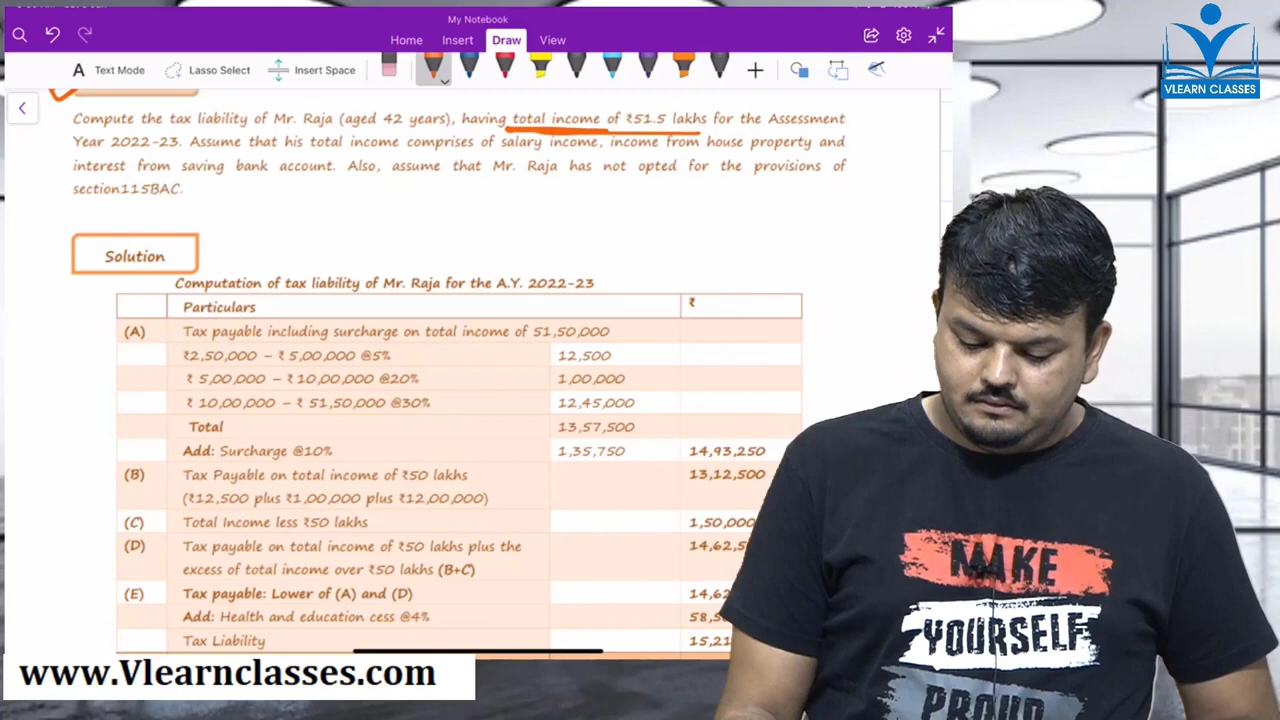 My Notebook
Home Insert Draw View
A Text Mode Lasso Select Insert Space
VLEARN CLASSES
Compute the tax liability of Mr. Raja (aged 42 years), having total income of ₹51.5 lakhs for the Assessment
Year 2022-23. Assume that his total income comprises of salary income, income from house property and
interest from saving bank account. Also, assume that Mr. Raja has not opted for the provisions of
section115BAC.
Solution
Computation of tax liability of Mr. Raja for the A.Y. 2022-23
Particulars ₹
(A) Tax payable including surcharge on total income of 51,50,000
₹2,50,000 – ₹ 5,00,000 @5% 12,500
₹ 5,00,000 – ₹ 10,00,000 @20% 1,00,000
₹ 10,00,000 – ₹ 51,50,000 @30% 12,45,000
Total 13,57,500
Add: Surcharge @10% 1,35,750 14,93,250
(B) Tax Payable on total income of ₹50 lakhs 13,12,500
(₹12,500 plus ₹1,00,000 plus ₹12,00,000)
(C) Total Income less ₹50 lakhs 1,50,000
(D) Tax payable on total income of ₹50 lakhs plus the 14,62,5
excess of total income over ₹50 lakhs (B+C)
(E) Tax payable: Lower of (A) and (D) 14,62
Add: Health and education cess @4% 58,5
Tax Liability 15,21
www.Vlearnclasses.com
MAKE
YOURSELF
PROUD